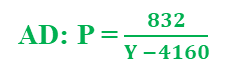 AD: P = 832 / (Y − 4160)